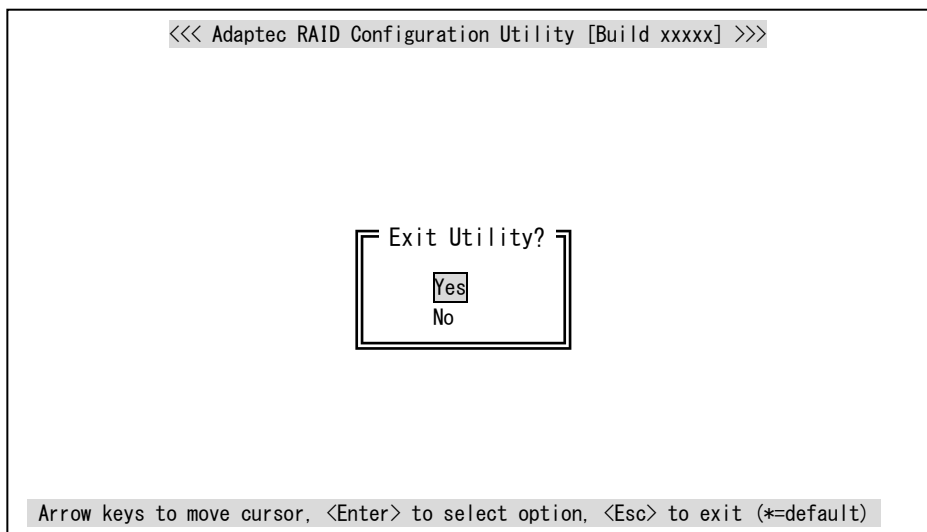 <<< Adaptec RAID Configuration Utility [Build xxxxx] >>>
Exit Utility?
Yes
No
Arrow keys to move cursor, <Enter> to select option, <Esc> to exit (*=default)